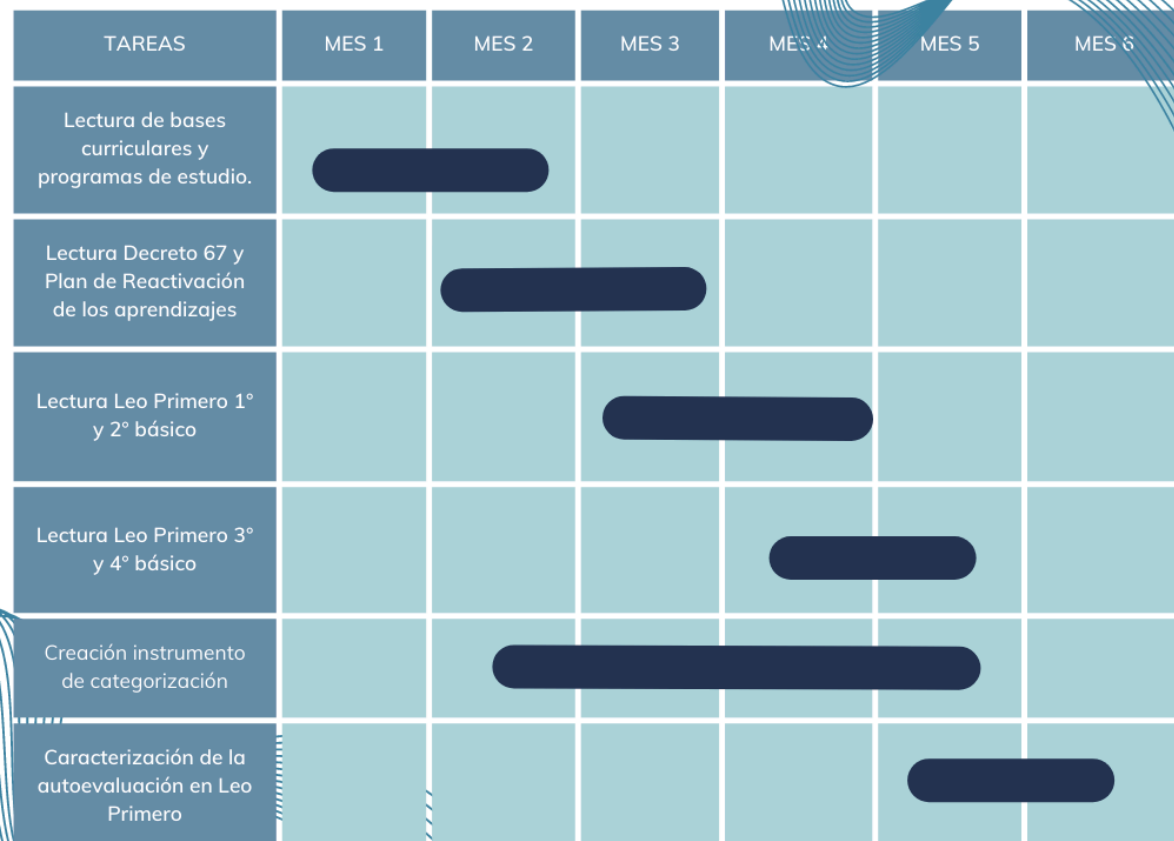 TAREAS
MES 1
MES 2
MES 3
MES 4
MES 5
MES 6
Lectura de bases
curriculares y
programas de estudio.
Lectura Decreto 67 y
Plan de Reactivación
de los aprendizajes
Lectura Leo Primero 1°
y 2° básico
Lectura Leo Primero 3°
y 4° básico
Creación instrumento
de categorización
Caracterización de la
autoevaluación en Leo
Primero